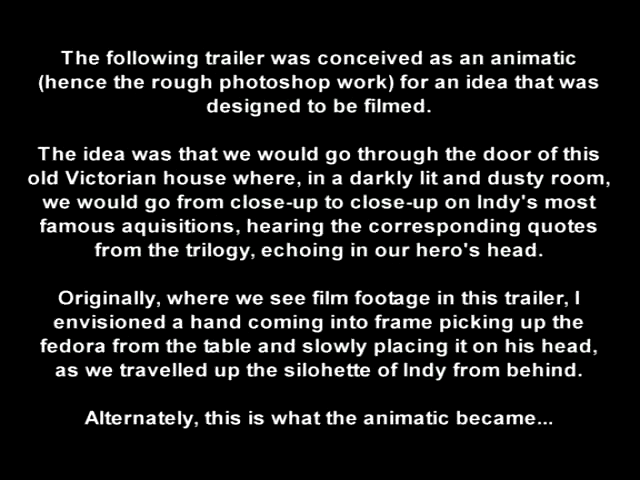 The following trailer was conceived as an animatic
(hence the rough photoshop work) for an idea that was
designed to be filmed.
The idea was that we would go through the door of this
old Victorian house where, in a darkly lit and dusty room,
we would go from close-up to close-up on Indy's most
famous aquisitions, hearing the corresponding quotes
from the trilogy, echoing in our hero's head.
Originally, where we see film footage in this trailer, I
envisioned a hand coming into frame picking up the
fedora from the table and slowly placing it on his head,
as we travelled up the silohette of Indy from behind.
Alternately, this is what the animatic became...